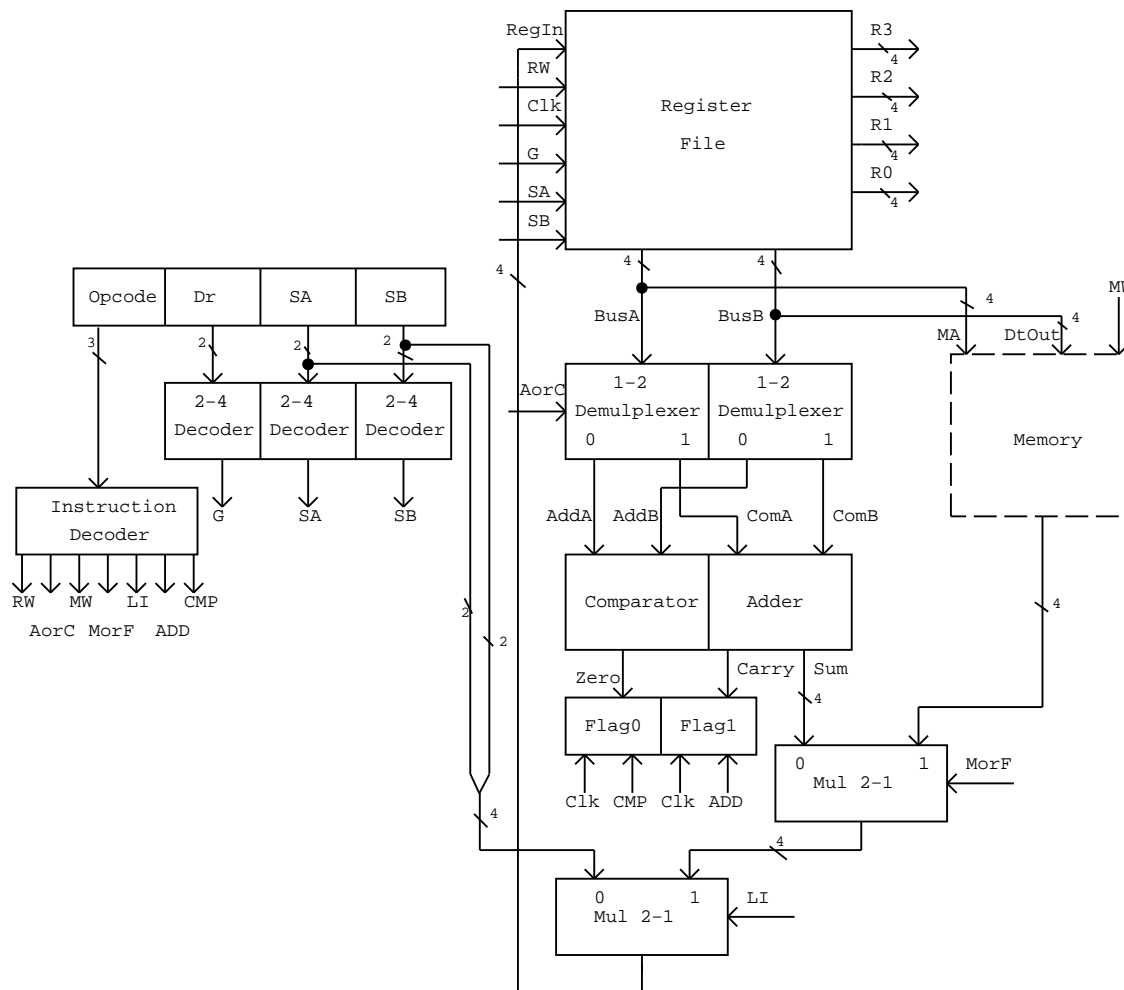 RegIn
RW
Clk
G
SA
SB
Register
File
R3
4
R2
4
R1
4
R0
4
4
4
4
Opcode
Dr
SA
SB
3
2
2
2
2-4
Decoder
2-4
Decoder
2-4
Decoder
G
SA
SB
Instruction
Decoder
RW
MW
LI
CMP
AorC
MorF
ADD
BusA
BusB
4
4
MA
DtOut
Memory
4
AorC
1-2
Demulplexer
0
1
1-2
Demulplexer
0
1
AddA
AddB
ComA
ComB
Comparator
Adder
2
2
Zero
Carry
Sum
4
Flag0
Flag1
Clk
CMP
Clk
ADD
0
1
Mul 2-1
MorF
4
4
0
1
Mul 2-1
LI